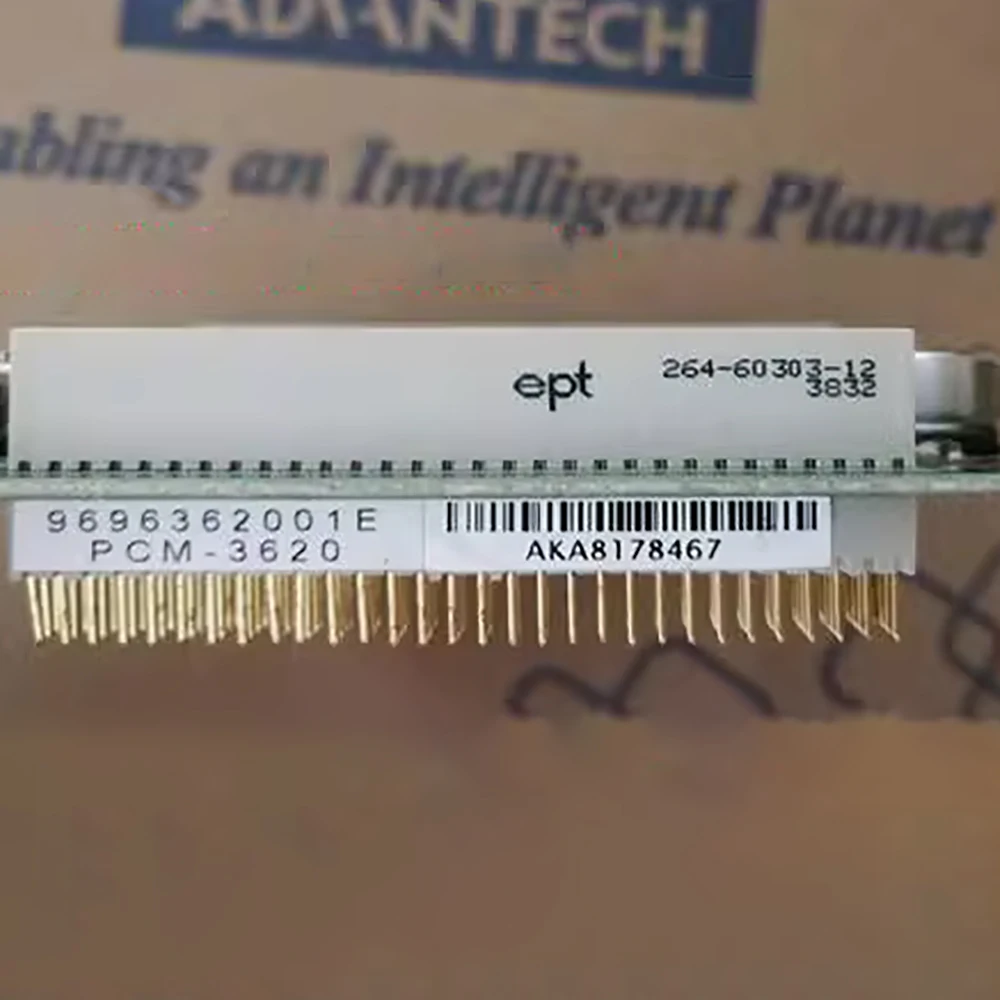 ADVANTECH
abling an Intelligent Planet
ept
264-60303-12
3832
9696362001E
PCM-3620
AKA8178467